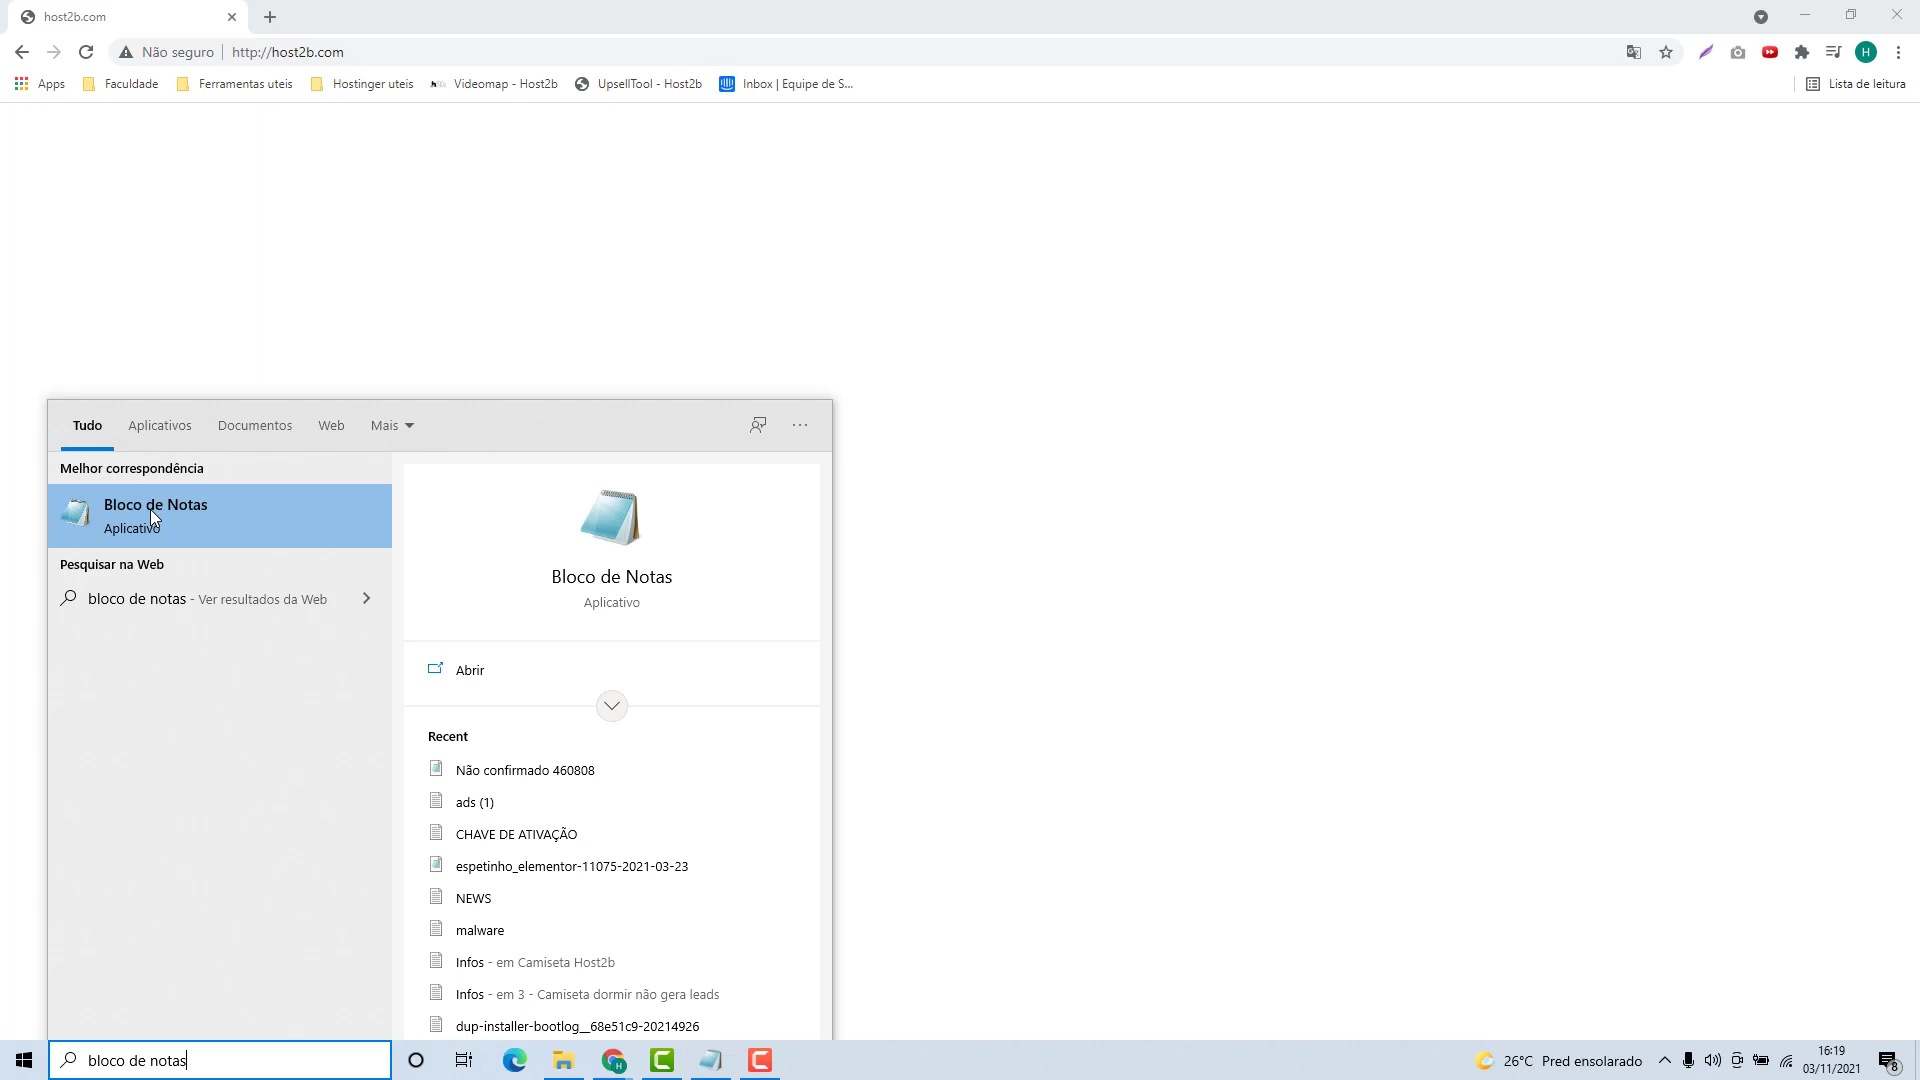 host2b.com
Não seguro http://host2b.com
H
Apps Faculdade Ferramentas uteis Hostinger uteis Videomap - Host2b UpsellTool - Host2b Inbox | Equipe de S... Lista de leitura
Tudo Aplicativos Documentos Web Mais
Melhor correspondência
Bloco de Notas
Aplicativo
Pesquisar na Web
bloco de notas - Ver resultados da Web
Bloco de Notas
Aplicativo
Abrir
Recent
Não confirmado 460808
ads (1)
CHAVE DE ATIVAÇÃO
espetinho_elementor-11075-2021-03-23
NEWS
malware
Infos - em Camiseta Host2b
Infos - em 3 - Camiseta dormir não gera leads
dup-installer-bootlog__68e51c9-20214926
bloco de notas
H
26°C Pred ensolarado
16:19
03/11/2021
8